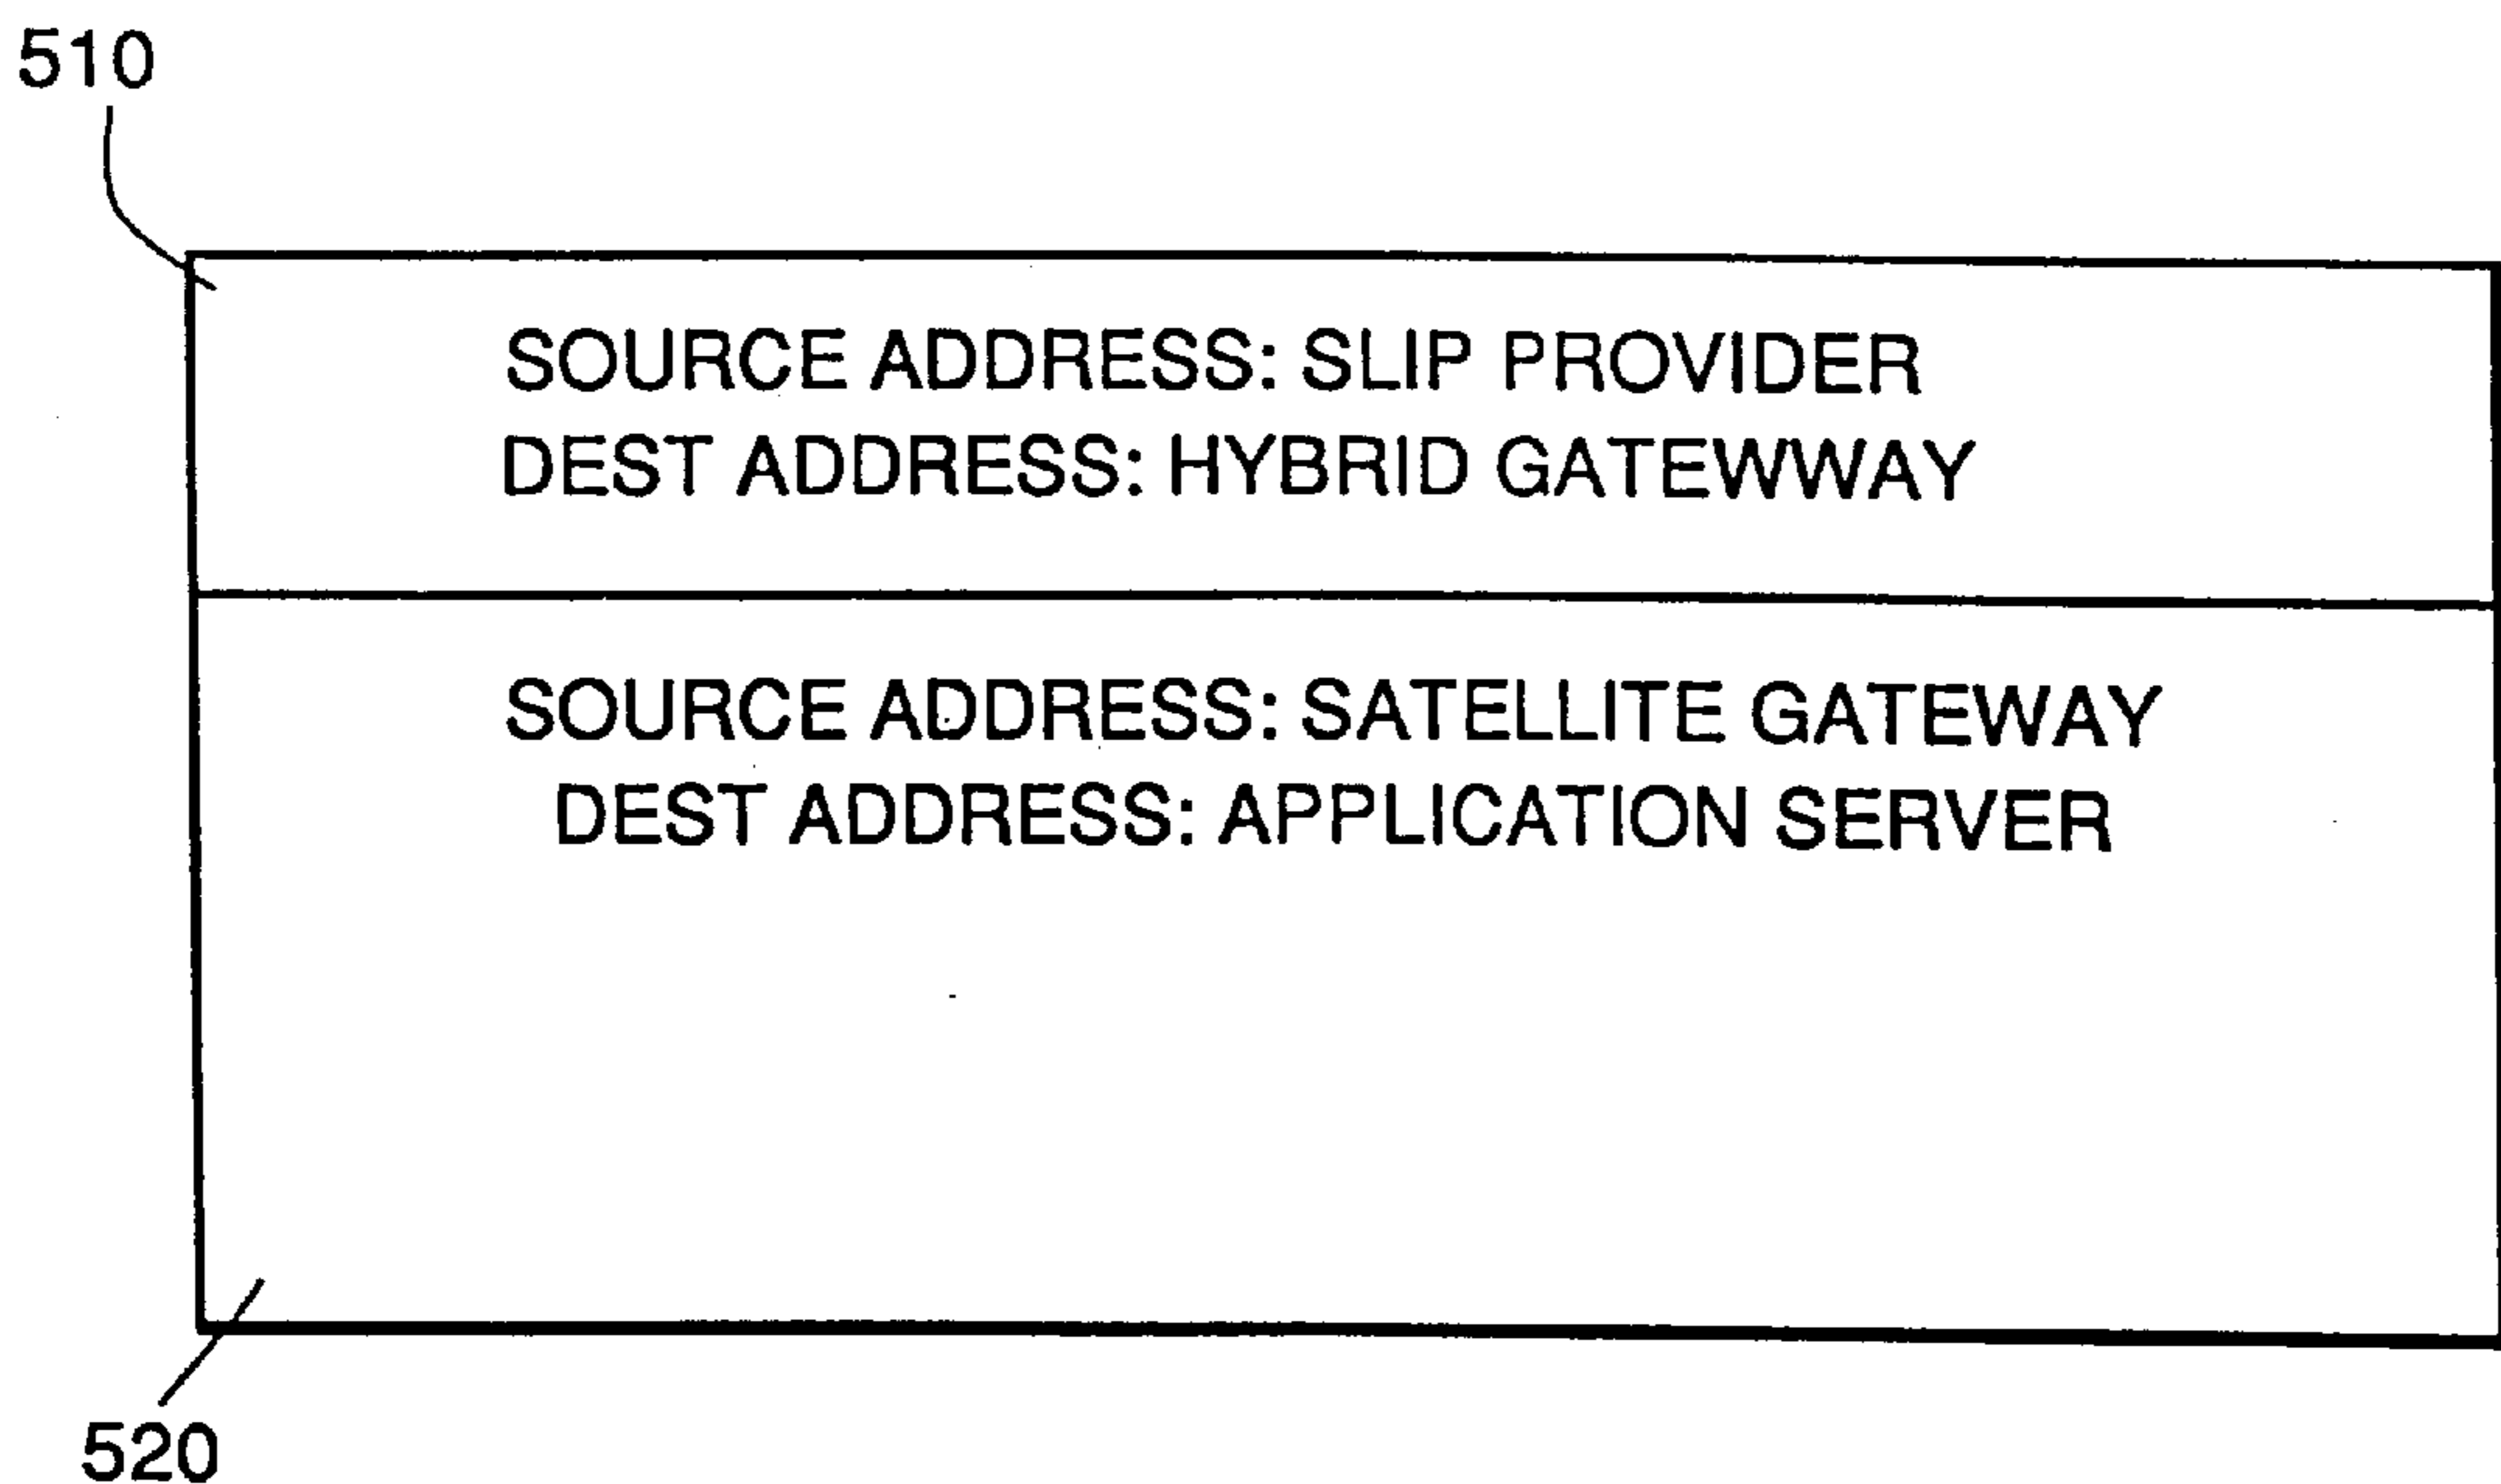 510
SOURCE ADDRESS: SLIP PROVIDER
DEST ADDRESS: HYBRID GATEWWAY
SOURCE ADDRESS: SATELLITE GATEWAY
DEST ADDRESS: APPLICATION SERVER
520